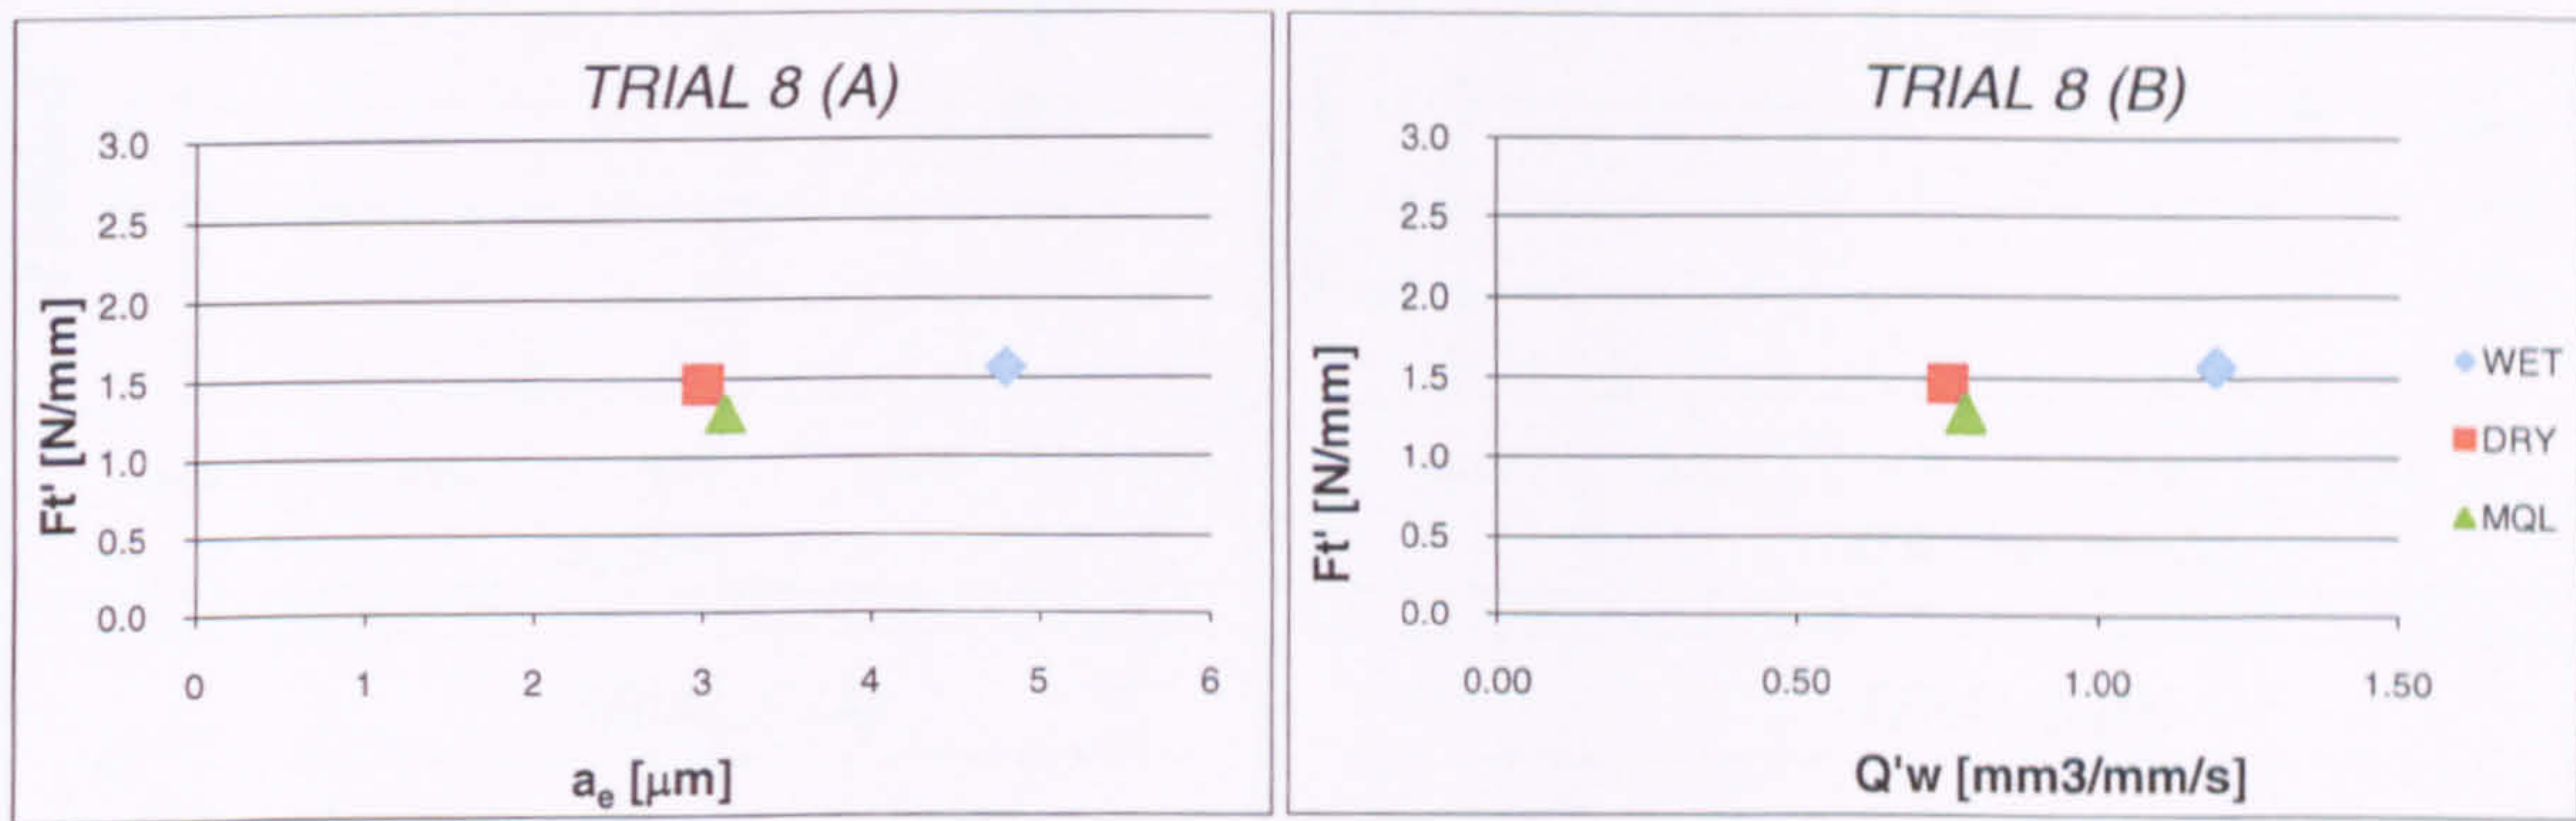 TRIAL 8 (A)
3.0
2.5
2.0
1.5
1.0
0.5
0.0
Ft' [N/mm]
0 1 2 3 4 5 6
aₑ [μm]
TRIAL 8 (B)
3.0
2.5
2.0
1.5
1.0
0.5
0.0
Ft' [N/mm]
0.00 0.50 1.00 1.50
Q'w [mm3/mm/s]
WET
DRY
MQL